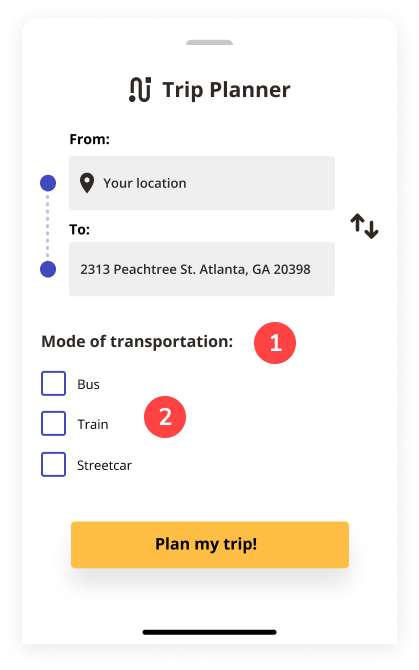 Trip Planner
From:
Your location
To:
2313 Peachtree St. Atlanta, GA 20398
Mode of transportation:
1
Bus
2
Train
Streetcar
Plan my trip!